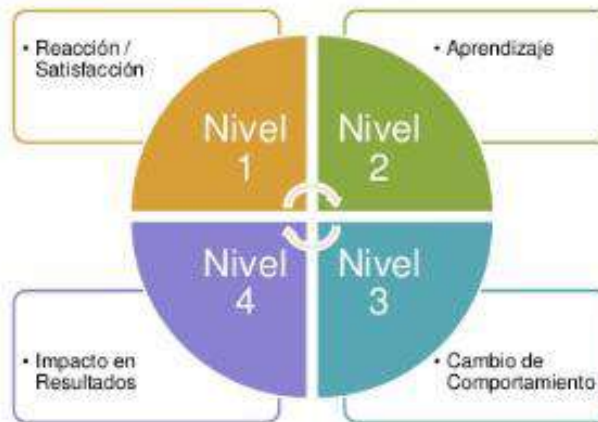 • Reacción /
Satisfacción
• Aprendizaje
Nivel
1
Nivel
2
Nivel
4
Nivel
3
• Impacto en
Resultados
• Cambio de
Comportamiento